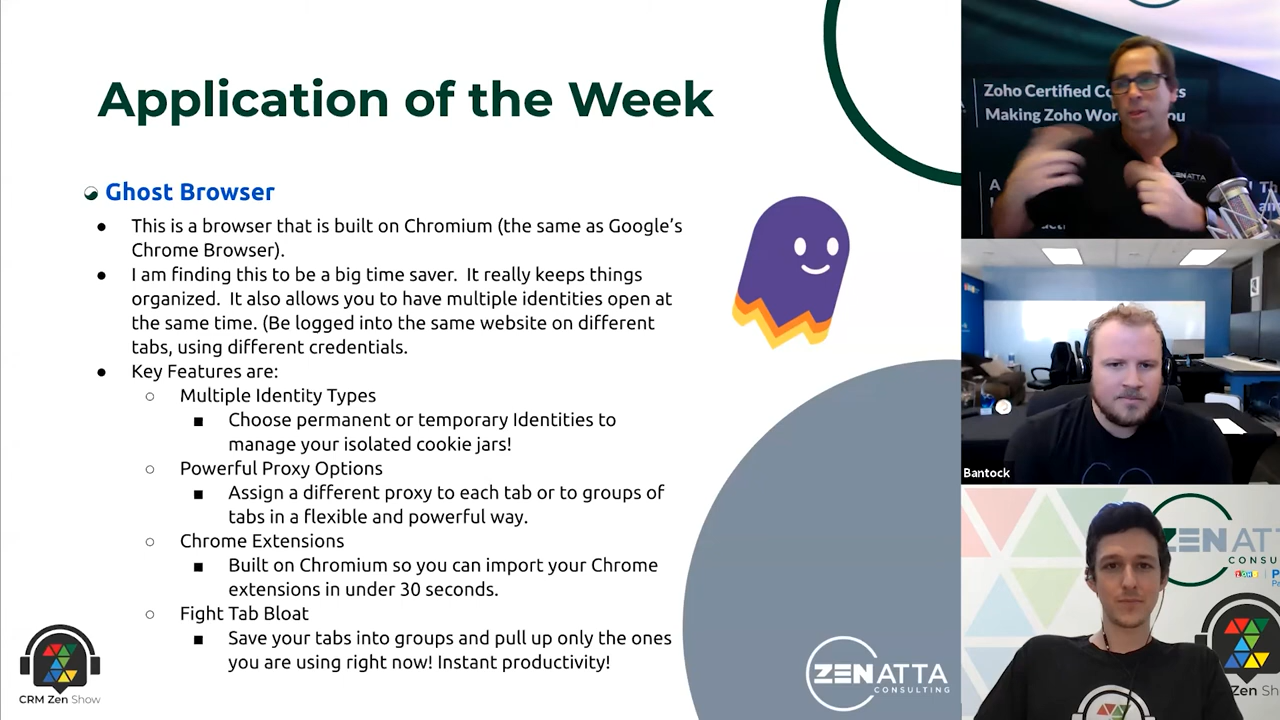 Application of the Week
Ghost Browser
This is a browser that is built on Chromium (the same as Google's
Chrome Browser).
I am finding this to be a big time saver. It really keeps things
organized. It also allows you to have multiple identities open at
the same time. (Be logged into the same website on different
tabs, using different credentials.
Key Features are:
Multiple Identity Types
Choose permanent or temporary Identities to
manage your isolated cookie jars!
Powerful Proxy Options
Assign a different proxy to each tab or to groups of
tabs in a flexible and powerful way.
Chrome Extensions
Built on Chromium so you can import your Chrome
extensions in under 30 seconds.
Fight Tab Bloat
Save your tabs into groups and pull up only the ones
you are using right now! Instant productivity!
CRM Zen Show
ZENATTA
CONSULTING
Zoho Certified
Making Zoho
ZENATTA
Bantock
ZENATT
CONSU
Zen Sho